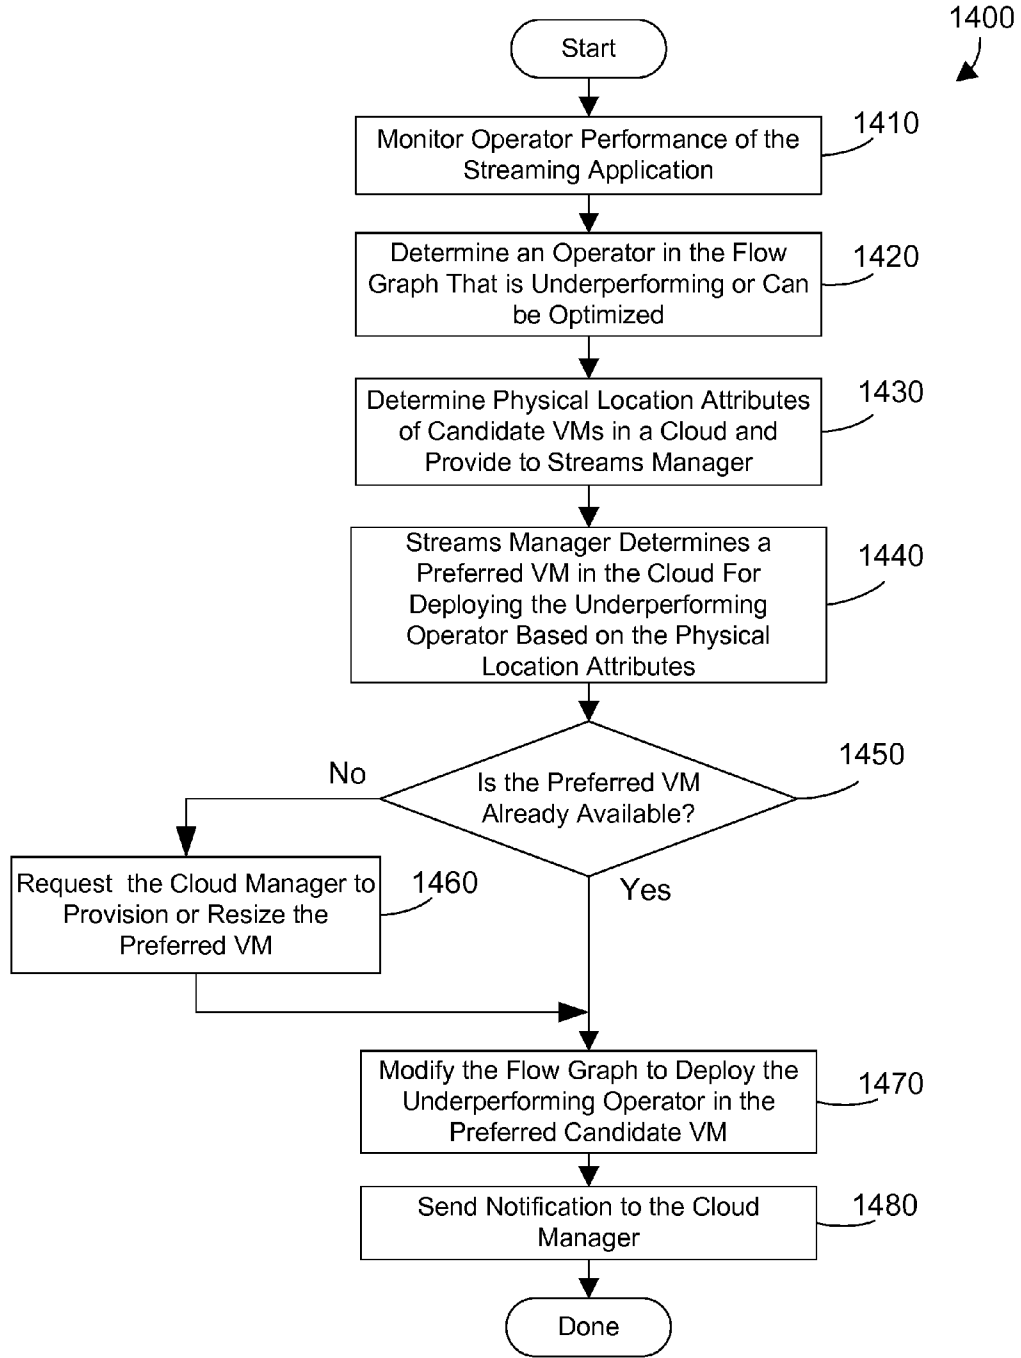 1400
Start
Monitor Operator Performance of the
Streaming Application
1410
Determine an Operator in the Flow
Graph That is Underperforming or Can
be Optimized
1420
Determine Physical Location Attributes
of Candidate VMs in a Cloud and
Provide to Streams Manager
1430
Streams Manager Determines a
Preferred VM in the Cloud For
Deploying the Underperforming
Operator Based on the Physical
Location Attributes
1440
Is the Preferred VM
Already Available?
1450
No
Yes
Request the Cloud Manager to
Provision or Resize the
Preferred VM
1460
Modify the Flow Graph to Deploy the
Underperforming Operator in the
Preferred Candidate VM
1470
Send Notification to the Cloud
Manager
1480
Done